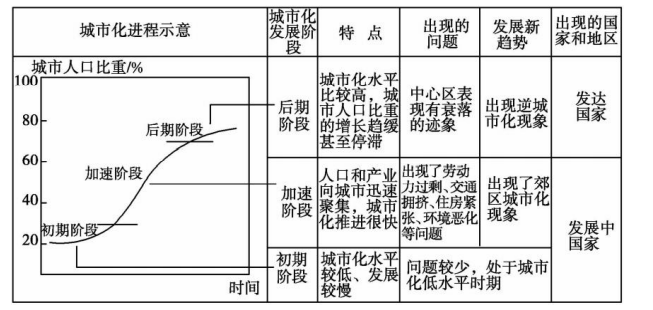 城市化进程示意
城市化
发展阶
段
特 点
出现的
问题
发展新
趋势
出现的国
家和地区
城市人口比重/%
100
80
60
40
20
后期阶段
加速阶段
初期阶段
时间
后期
阶段
城市化水平
比较高，城
市人口比重
的增长趋缓
甚至停滞
中心区表
现有衰落
的迹象
出现逆城
市化现象
发达
国家
加速
阶段
人口和产业
向城市迅速
聚集，城市
化推进很快
出现了劳动
力过剩、交通
拥挤、住房紧
张、环境恶化
等问题
出现了郊
区城市化
现象
发展中
国家
初期
阶段
城市化水平
较低、发展
较慢
问题较少，处于城市
化低水平时期